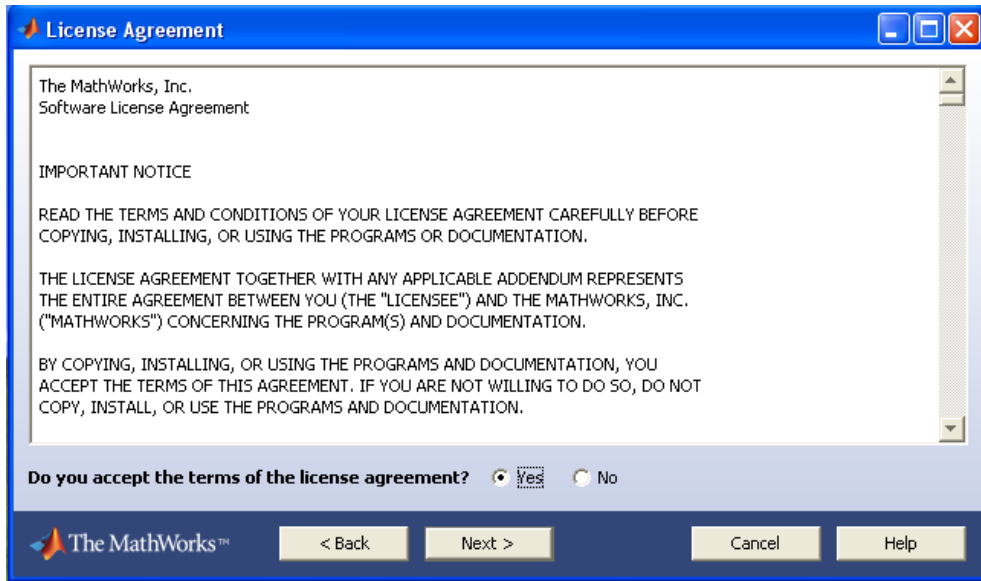 License Agreement
The MathWorks, Inc.
Software License Agreement
IMPORTANT NOTICE
READ THE TERMS AND CONDITIONS OF YOUR LICENSE AGREEMENT CAREFULLY BEFORE
COPYING, INSTALLING, OR USING THE PROGRAMS OR DOCUMENTATION.
THE LICENSE AGREEMENT TOGETHER WITH ANY APPLICABLE ADDENDUM REPRESENTS
THE ENTIRE AGREEMENT BETWEEN YOU (THE "LICENSEE") AND THE MATHWORKS, INC.
("MATHWORKS") CONCERNING THE PROGRAM(S) AND DOCUMENTATION.
BY COPYING, INSTALLING, OR USING THE PROGRAMS AND DOCUMENTATION, YOU
ACCEPT THE TERMS OF THIS AGREEMENT. IF YOU ARE NOT WILLING TO DO SO, DO NOT
COPY, INSTALL, OR USE THE PROGRAMS AND DOCUMENTATION.
Do you accept the terms of the license agreement? Yes No
The MathWorks™ < Back Next > Cancel Help